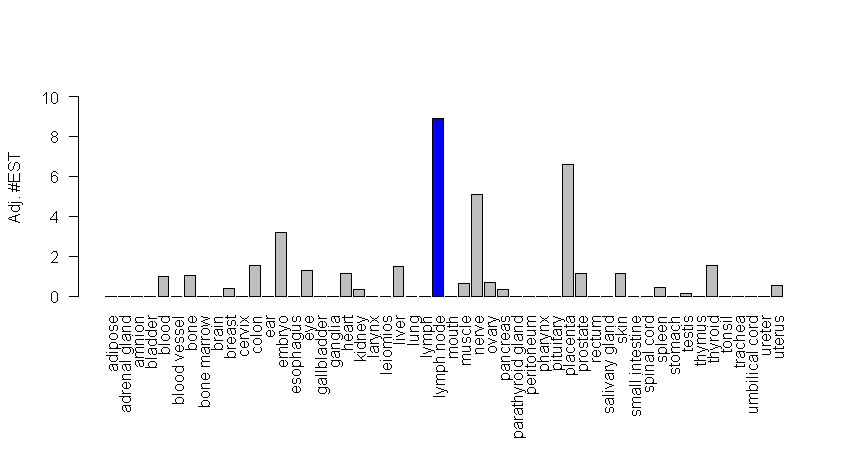 Adj. #EST
10
8
6
4
2
0
adipose
adrenal gland
amnion
bladder
blood
blood vessel
bone
bone marrow
brain
breast
cervix
colon
ear
embryo
esophagus
eye
gallbladder
ganglia
heart
kidney
larynx
leiomios
liver
lung
lymph
lymph node
mouth
muscle
nerve
ovary
pancreas
parathyroid gland
peritoneum
pharynx
pituitary
placenta
prostate
rectum
salivary gland
skin
small intestine
spinal cord
spleen
stomach
testis
thymus
thyroid
tonsil
trachea
umbilical cord
ureter
uterus